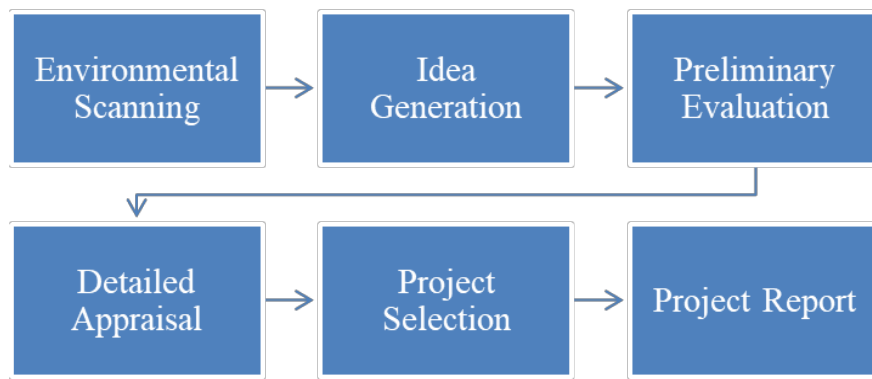 Environmental
Scanning
Idea
Generation
Preliminary
Evaluation
Detailed
Appraisal
Project
Selection
Project Report